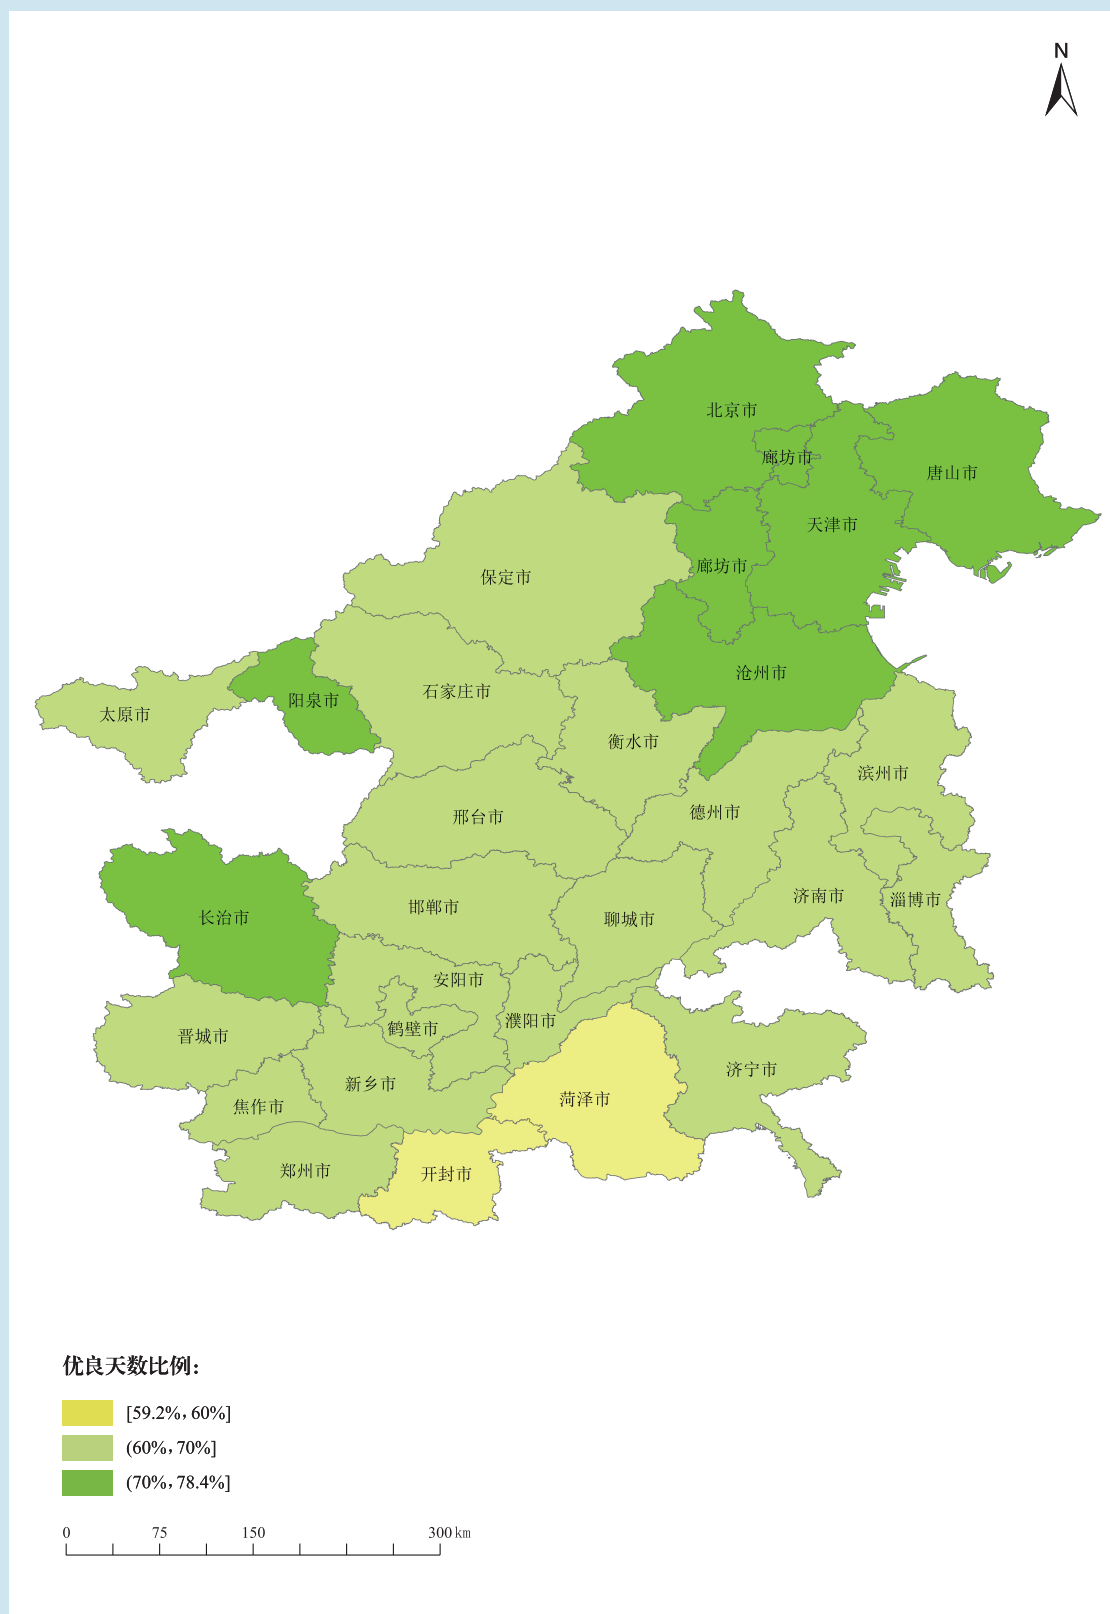 N
北京市
廊坊市
唐山市
天津市
廊坊市
保定市
沧州市
石家庄市
阳泉市
太原市
衡水市
滨州市
德州市
邢台市
济南市
淄博市
邯郸市
聊城市
长治市
安阳市
濮阳市
鹤壁市
晋城市
济宁市
新乡市
菏泽市
焦作市
郑州市
开封市
优良天数比例：
[59.2%，60%]
(60%，70%]
(70%，78.4%]
0 75 150 300 km